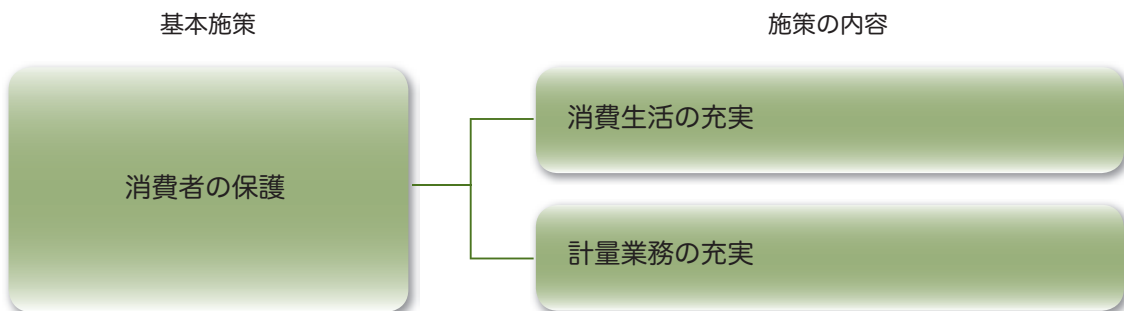 基本施策
施策の内容
消費者の保護
消費生活の充実
計量業務の充実